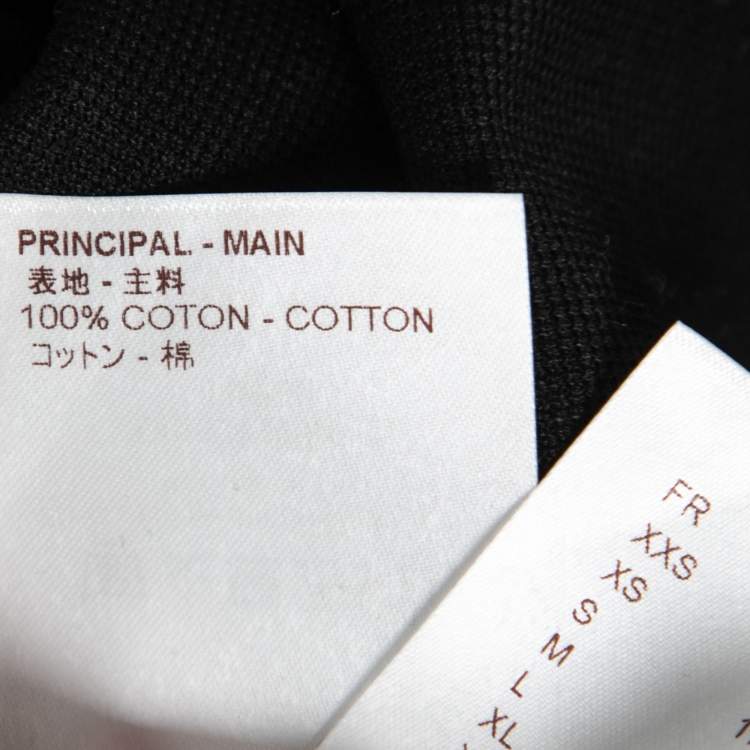 PRINCIPAL - MAIN
表地 - 主料
100% COTON - COTTON
コットン - 棉
FR
XXS
XS
S
M
L
XL